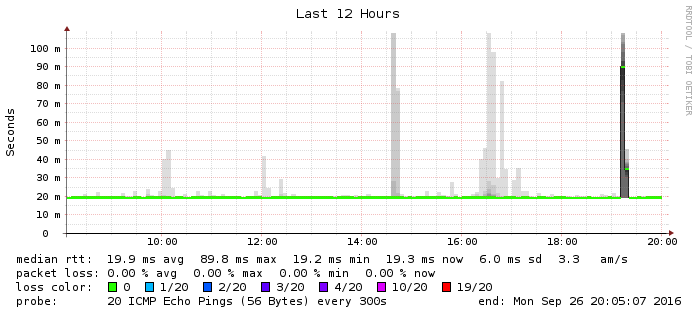 Last 12 Hours
RRDTOOL / TOBI OETIKER
Seconds
100 m
90 m
80 m
70 m
60 m
50 m
40 m
30 m
20 m
10 m
0
10:00 12:00 14:00 16:00 18:00 20:00
median rtt: 19.9 ms avg 89.8 ms max 19.2 ms min 19.3 ms now 6.0 ms sd 3.3 am/s
packet loss: 0.00 % avg 0.00 % max 0.00 % min 0.00 % now
loss color: 0 1/20 2/20 3/20 4/20 10/20 19/20
probe: 20 ICMP Echo Pings (56 Bytes) every 300s end: Mon Sep 26 20:05:07 2016